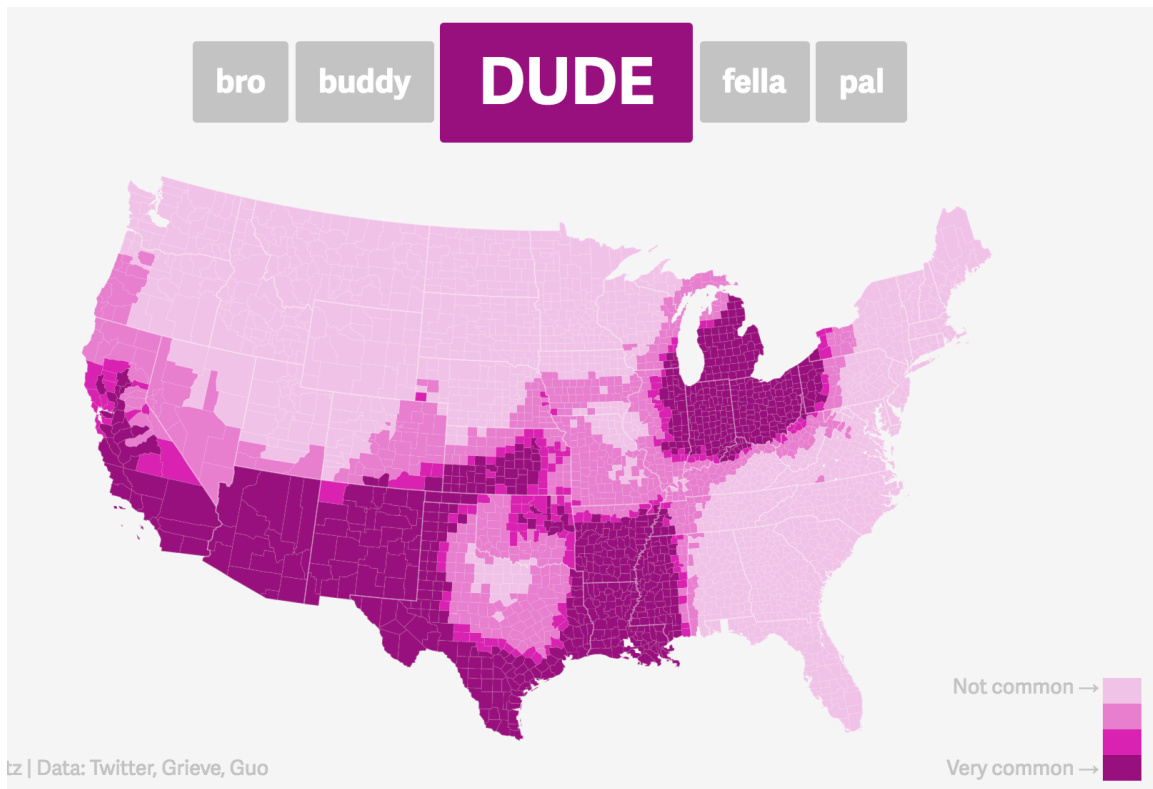 bro buddy DUDE fella pal
Not common →
Very common →
tz | Data: Twitter, Grieve, Guo